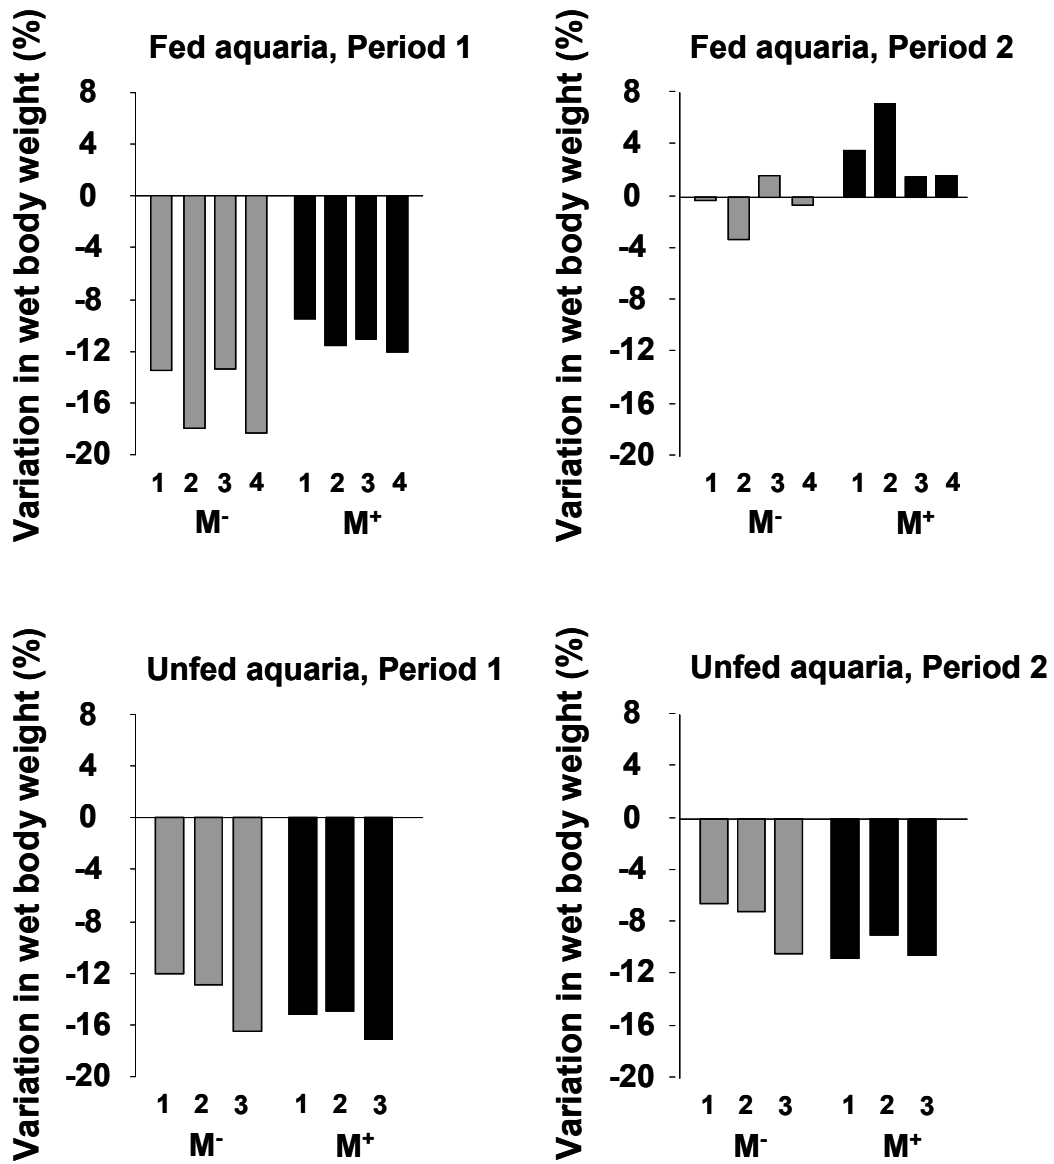 Fed aquaria, Period 1
Variation in wet body weight (%)
8
4
0
-4
-8
-12
-16
-20
1 2 3 4 1 2 3 4
M- M+
Fed aquaria, Period 2
Variation in wet body weight (%)
8
4
0
-4
-8
-12
-16
-20
1 2 3 4 1 2 3 4
M- M+
Unfed aquaria, Period 1
Variation in wet body weight (%)
8
4
0
-4
-8
-12
-16
-20
1 2 3 1 2 3
M- M+
Unfed aquaria, Period 2
Variation in wet body weight (%)
8
4
0
-4
-8
-12
-16
-20
1 2 3 1 2 3
M- M+